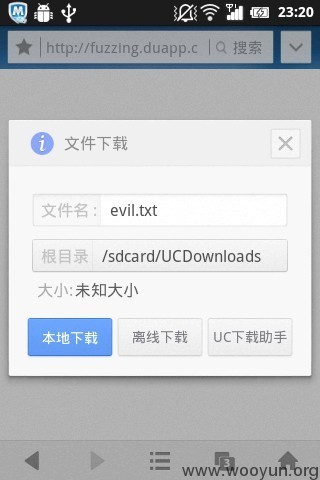 23:20
http://fuzzing.duapp.c 搜索
文件下载
文件名: evil.txt
根目录 /sdcard/UCDownloads
大小:未知大小
本地下载 离线下载 UC下载助手
3
www.wooyun.org